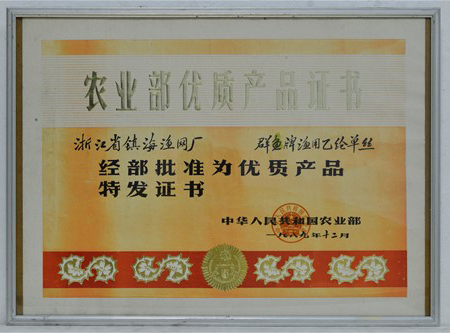 农业部优质产品证书
浙江省镇海渔网厂 群鱼牌渔用乙纶单丝
经部批准为优质产品
特发证书
中华人民共和国农业部
一九八九年十二月